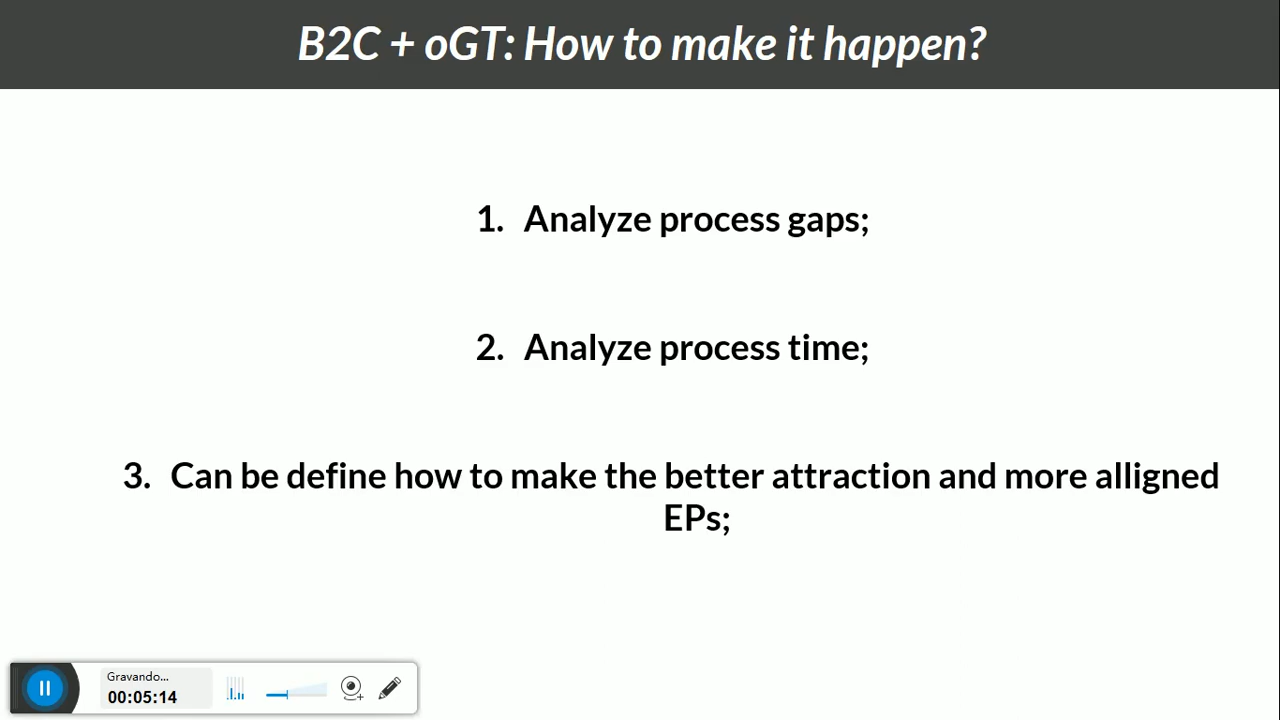 B2C + oGT: How to make it happen?
1. Analyze process gaps;
2. Analyze process time;
3. Can be define how to make the better attraction and more alligned
EPs;
Gravando...
00:05:14